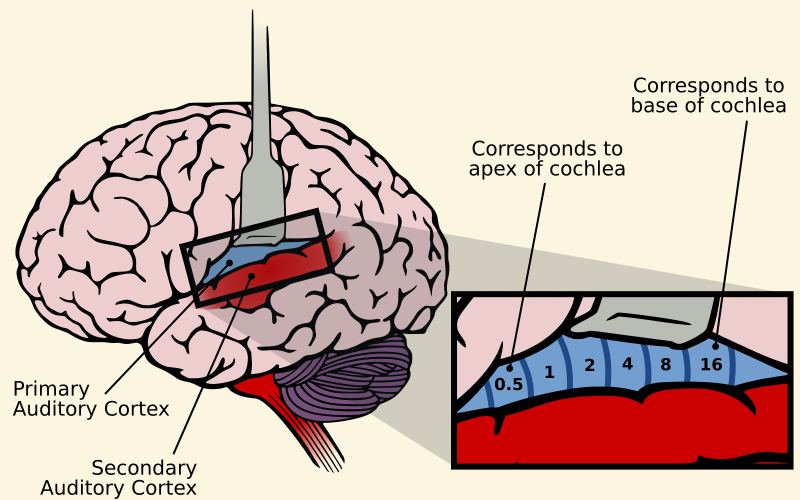 Corresponds to
base of cochlea
Corresponds to
apex of cochlea
0.5 1 2 4 8 16
Primary
Auditory Cortex
Secondary
Auditory Cortex